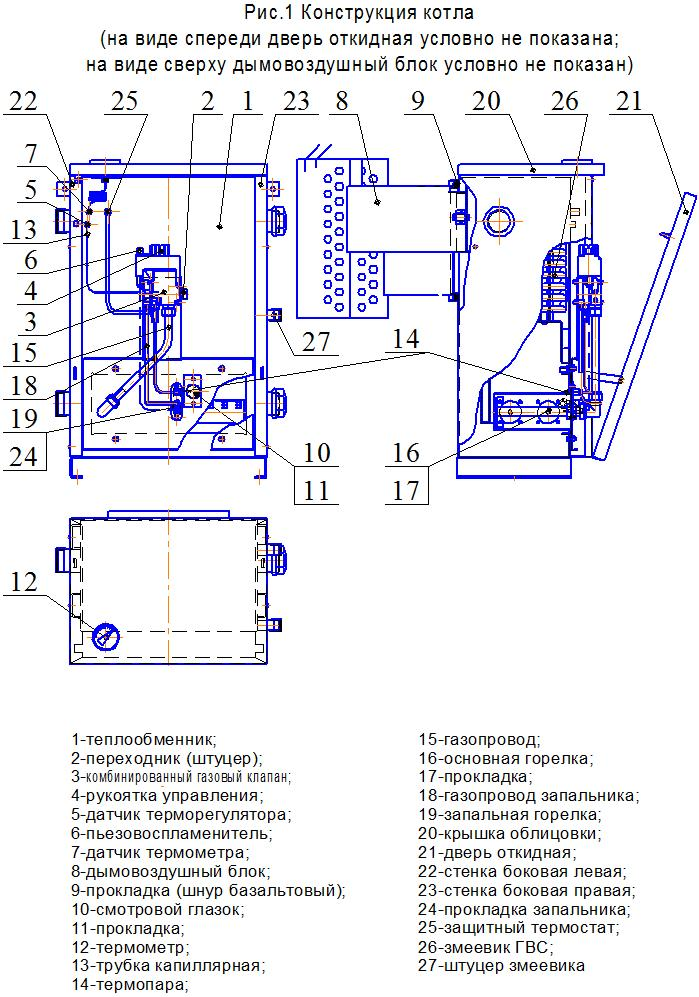 Рис.1 Конструкция котла
(на виде спереди дверь откидная условно не показана;
на виде сверху дымовоздушный блок условно не показан)
22 25 2 1 23 8 9 20 26 21
7
5
13
6
4
3
15
27
14
18
19
24
10
11
16
17
12
1-теплообменник;
2-переходник (штуцер);
3-комбинированный газовый клапан;
4-рукоятка управления;
5-датчик терморегулятора;
6-пьезовоспламенитель;
7-датчик термометра;
8-дымовоздушный блок;
9-прокладка (шнур базальтовый);
10-смотровой глазок;
11-прокладка;
12-термометр;
13-трубка капиллярная;
14-термопара;
15-газопровод;
16-основная горелка;
17-прокладка;
18-газопровод запальника;
19-запальная горелка;
20-крышка облицовки;
21-дверь откидная;
22-стенка боковая левая;
23-стенка боковая правая;
24-прокладка запальника;
25-защитный термостат;
26-змеевик ГВС;
27-штуцер змеевика